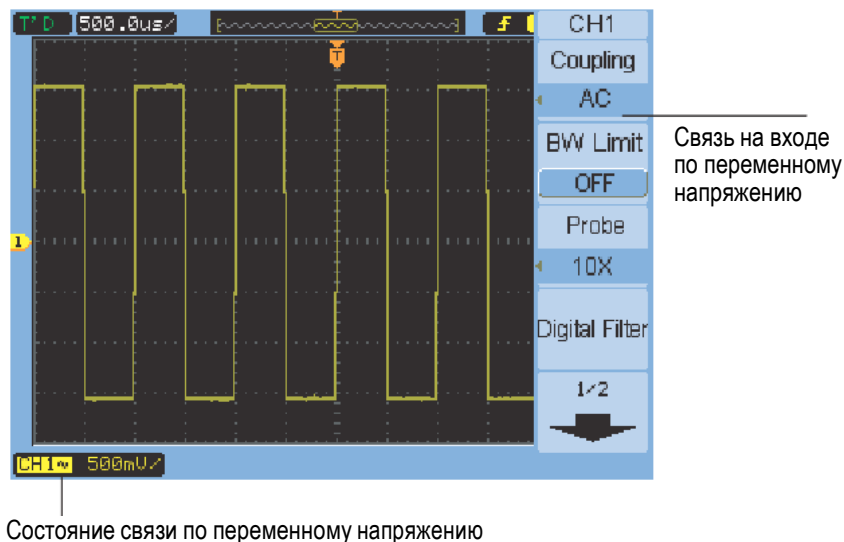 T'D 500.0us/
T
CH1
Coupling
AC
BW Limit
OFF
Probe
10X
Digital Filter
1/2
1
CH1 500mV/
Связь на входе
по переменному
напряжению
Состояние связи по переменному напряжению